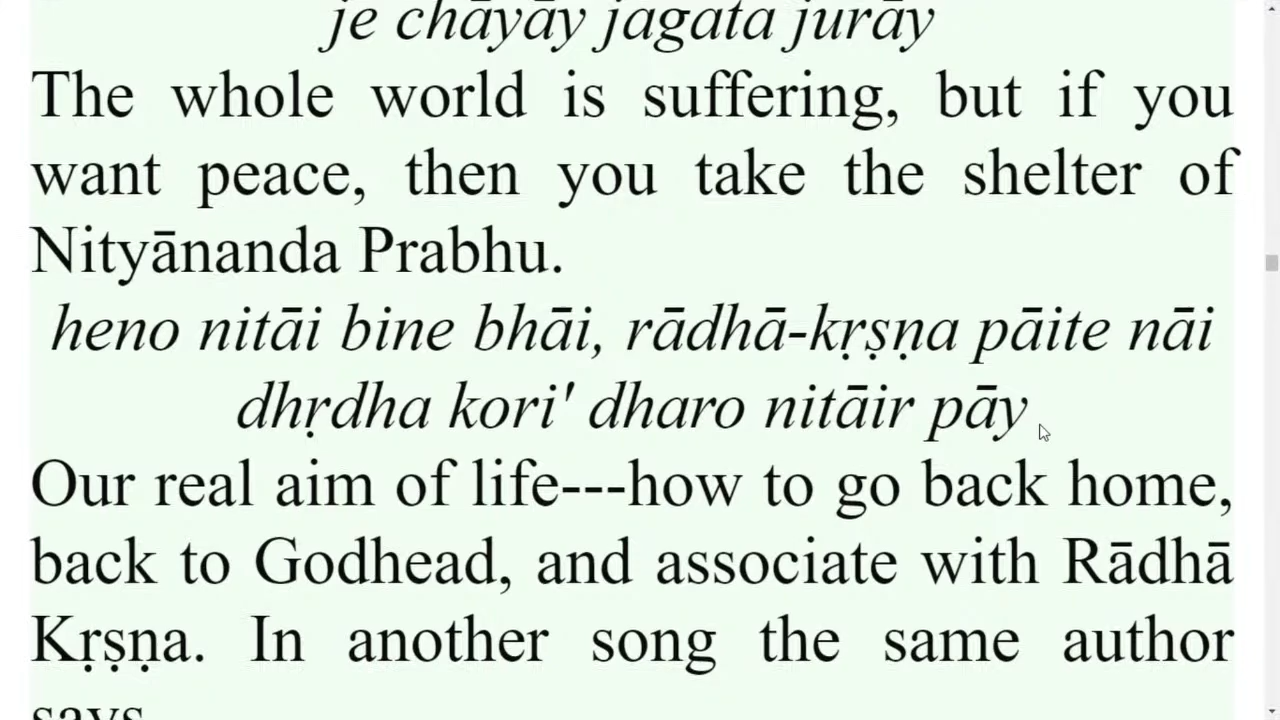 je chāyāy jagata jurāy
The whole world is suffering, but if you
want peace, then you take the shelter of
Nityānanda Prabhu.
heno nitāi bine bhāi, rādhā-kṛṣṇa pāite nāi
dhṛdha kori' dharo nitāir pāy
Our real aim of life---how to go back home,
back to Godhead, and associate with Rādhā
Kṛṣṇa. In another song the same author
says